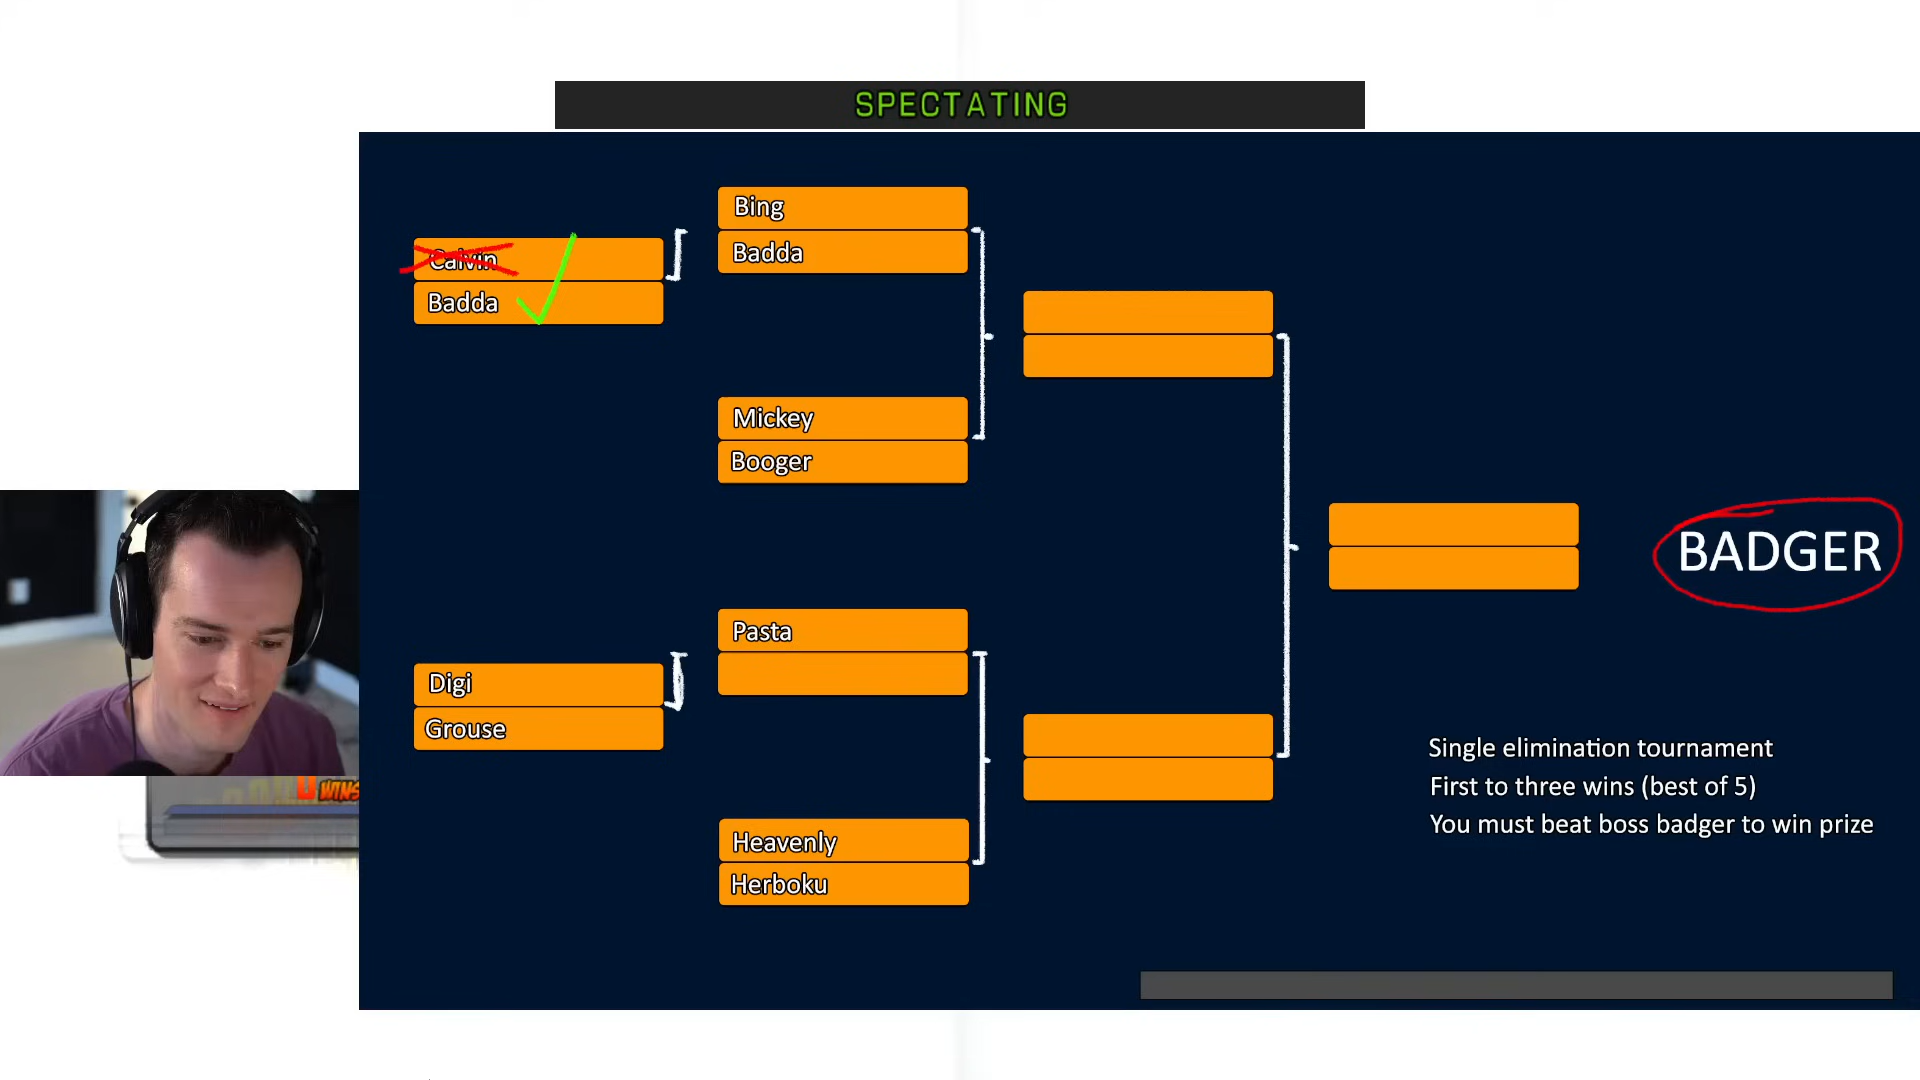 SPECTATING
Bing
Badda
Calvin
Badda
Mickey
Booger
BADGER
Pasta
Digi
Grouse
Single elimination tournament
First to three wins (best of 5)
You must beat boss badger to win prize
WINS
Heavenly
Herboku